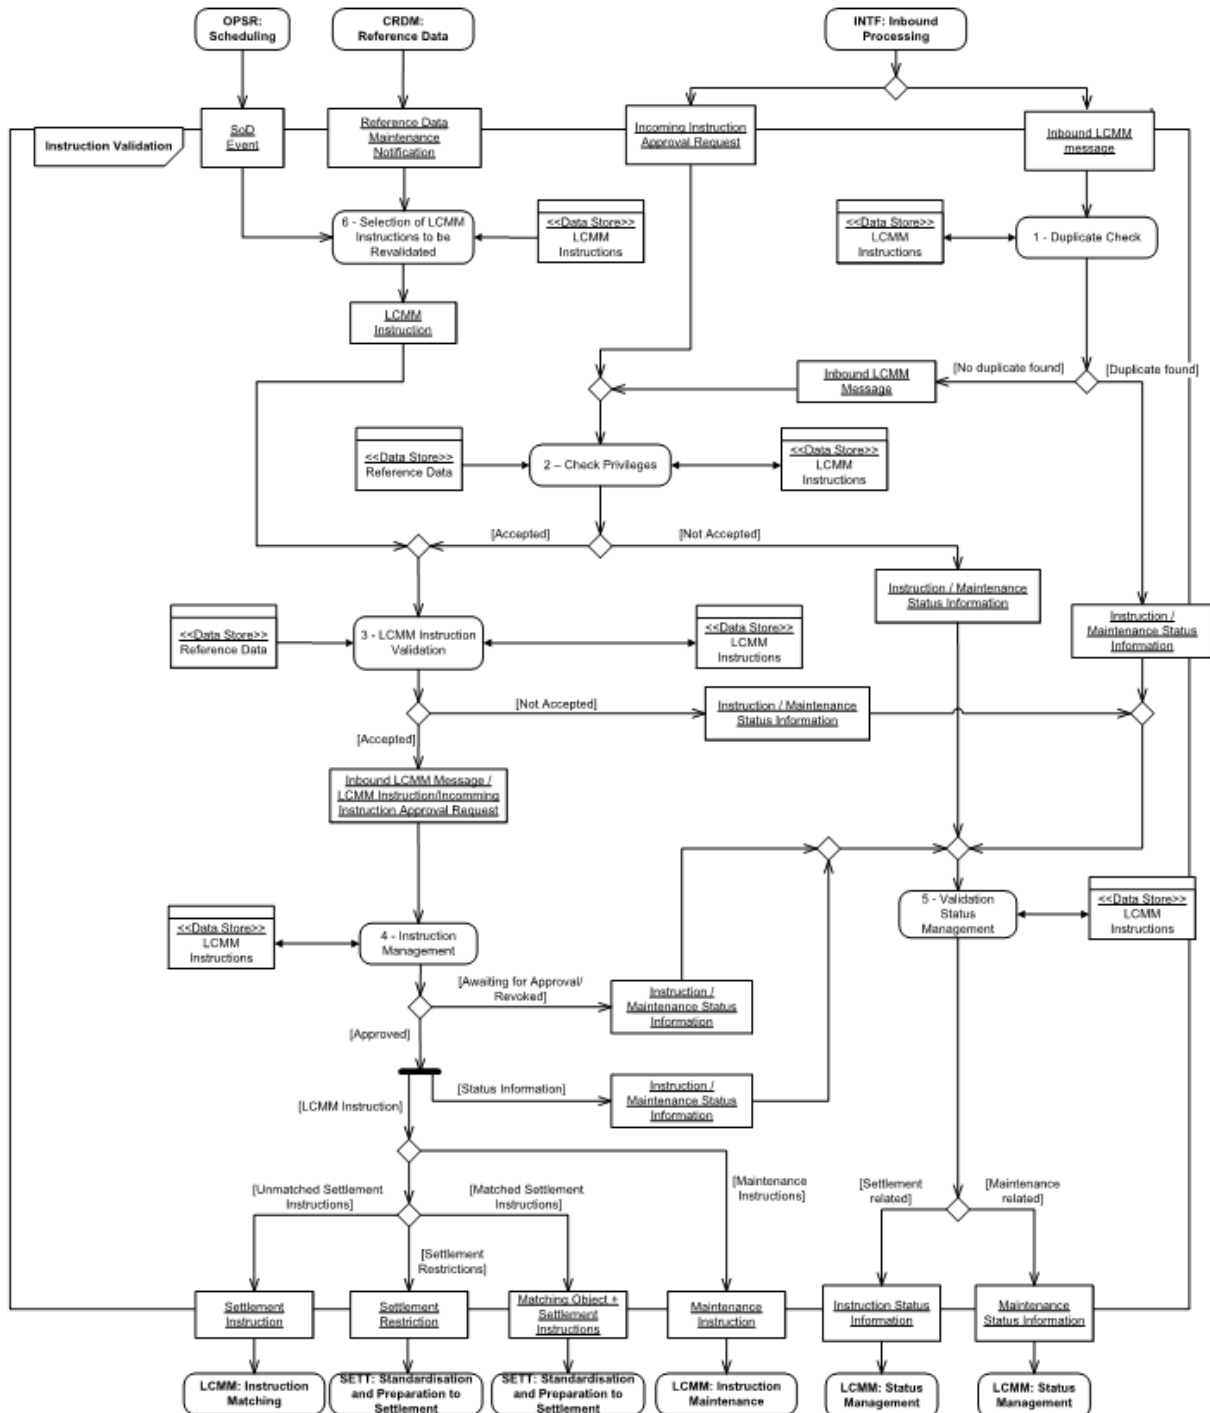 OPSR:
Scheduling
CRDM:
Reference Data
INTF: Inbound
Processing
Instruction Validation
SoD
Event
Reference Data
Maintenance
Notification
Incoming Instruction
Approval Request
Inbound LCMM
message
6 - Selection of LCMM
Instructions to be
Revalidated
<<Data Store>>
LCMM
Instructions
<<Data Store>>
LCMM
Instructions
1 - Duplicate Check
LCMM
Instruction
[No duplicate found]
[Duplicate found]
Inbound LCMM
Message
<<Data Store>>
Reference Data
2 – Check Privileges
<<Data Store>>
LCMM
Instructions
[Accepted]
[Not Accepted]
Instruction / Maintenance
Status Information
<<Data Store>>
Reference Data
3 - LCMM Instruction
Validation
<<Data Store>>
LCMM
Instructions
Instruction /
Maintenance Status
Information
[Not Accepted]
Instruction / Maintenance
Status Information
[Accepted]
Inbound LCMM Message /
LCMM Instruction/Incomming
Instruction Approval Request
<<Data Store>>
LCMM
Instructions
4 - Instruction
Management
5 - Validation
Status
Management
<<Data Store>>
LCMM
Instructions
[Awaiting for Approval/
Revoked]
Instruction /
Maintenance Status
Information
[Approved]
[Status Information]
Instruction /
Maintenance Status
Information
[LCMM Instruction]
[Unmatched Settlement
Instructions]
[Matched Settlement
Instructions]
[Maintenance
Instructions]
[Settlement
related]
[Maintenance
related]
[Settlement
Restrictions]
Settlement
Instruction
Settlement
Restriction
Matching Object +
Settlement
Instructions
Maintenance
Instruction
Instruction Status
Information
Maintenance
Status Information
LCMM: Instruction
Matching
SETT: Standardisation
and Preparation to
Settlement
SETT: Standardisation
and Preparation to
Settlement
LCMM: Instruction
Maintenance
LCMM: Status
Management
LCMM: Status
Management